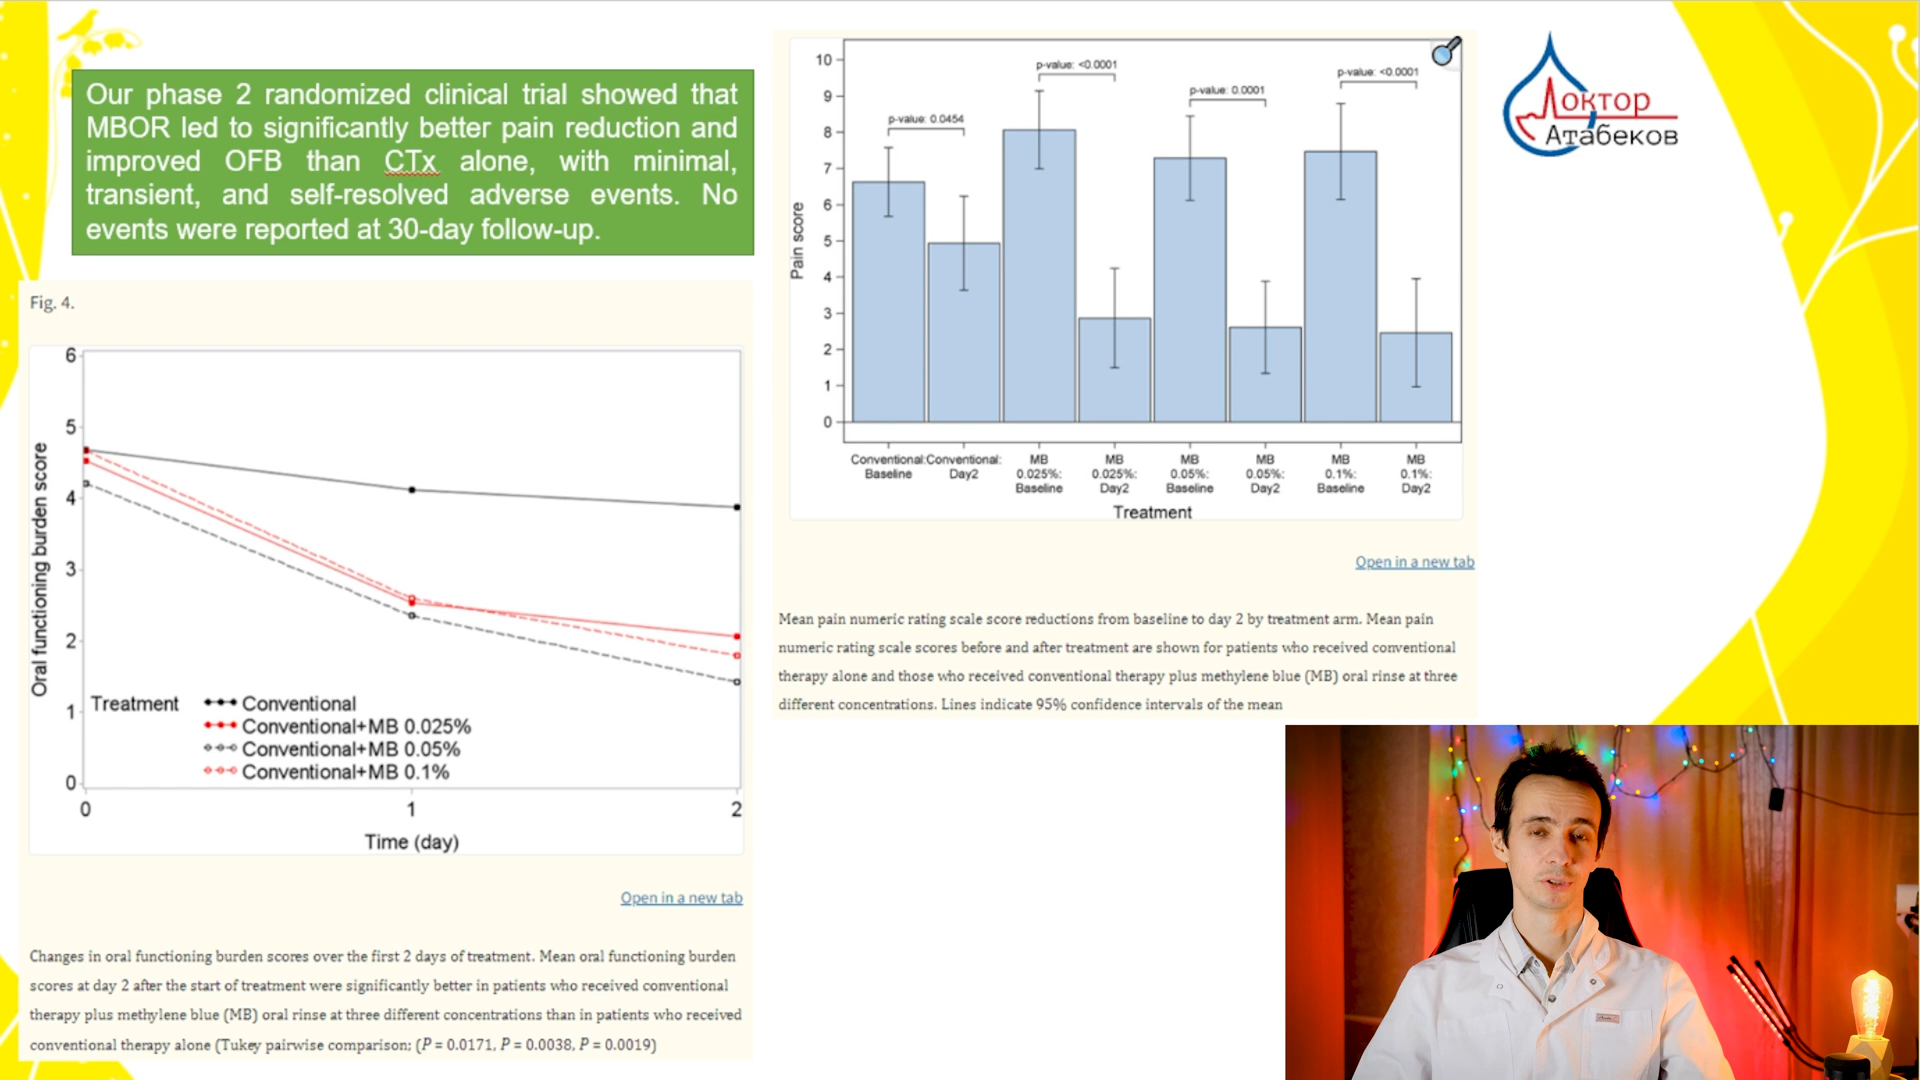 Our phase 2 randomized clinical trial showed that
MBOR led to significantly better pain reduction and
improved OFB than CTx alone, with minimal,
transient, and self-resolved adverse events. No
events were reported at 30-day follow-up.
Fig. 4.
6
5
4
3
2
1
0
Oral functioning burden score
Treatment
Conventional
Conventional+MB 0.025%
Conventional+MB 0.05%
Conventional+MB 0.1%
0 1 2
Time (day)
Open in a new tab
Changes in oral functioning burden scores over the first 2 days of treatment. Mean oral functioning burden
scores at day 2 after the start of treatment were significantly better in patients who received conventional
therapy plus methylene blue (MB) oral rinse at three different concentrations than in patients who received
conventional therapy alone (Tukey pairwise comparison; (P = 0.0171, P = 0.0038, P = 0.0019)
10
9
8
7
6
5
4
3
2
1
0
Pain score
p-value: 0.0454
p-value: <0.0001
p-value: 0.0001
p-value: <0.0001
Conventional: Conventional: MB MB MB MB MB MB
Baseline Day2 0.025%: 0.025%: 0.05%: 0.05%: 0.1%: 0.1%:
Baseline Day2 Baseline Day2 Baseline Day2
Treatment
Open in a new tab
Mean pain numeric rating scale score reductions from baseline to day 2 by treatment arm. Mean pain
numeric rating scale scores before and after treatment are shown for patients who received conventional
therapy alone and those who received conventional therapy plus methylene blue (MB) oral rinse at three
different concentrations. Lines indicate 95% confidence intervals of the mean
Доктор
Атабеков